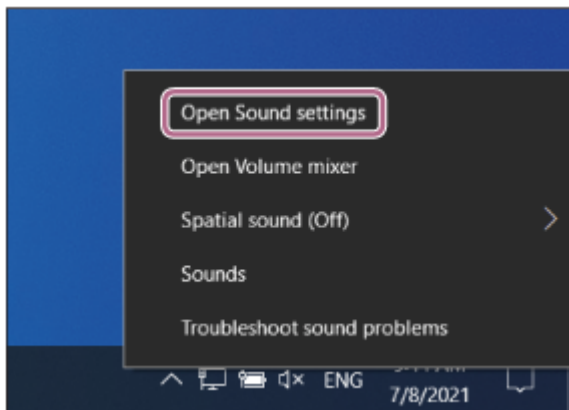 Open Sound settings
Open Volume mixer
Spatial sound (Off)
Sounds
Troubleshoot sound problems
ENG
7/8/2021